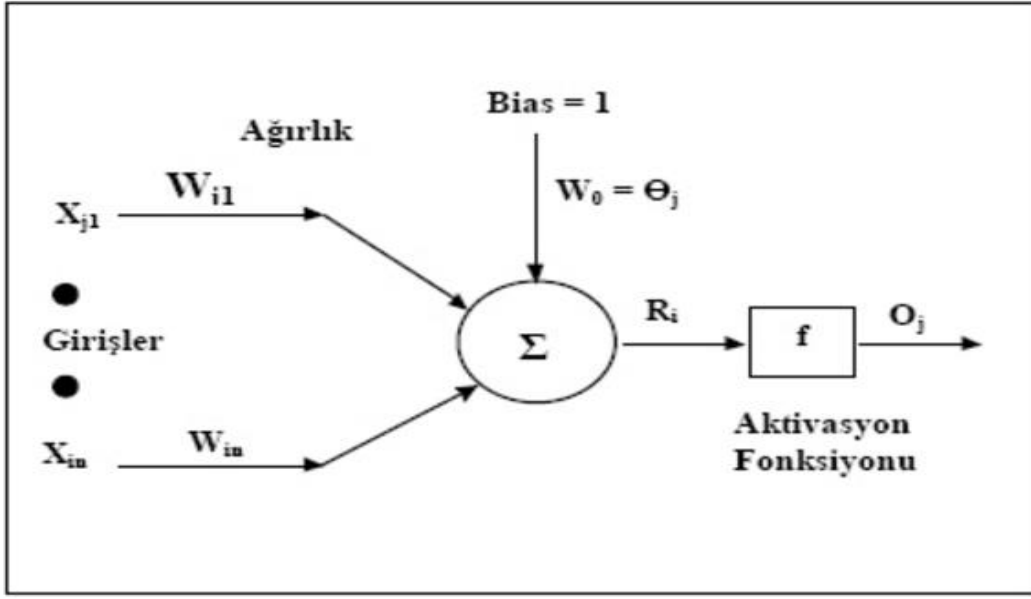 Bias = 1
Ağırlık
W₀ = Θⱼ
Wi1
Xj1
Rᵢ
f
Oⱼ
Girişler
Σ
Aktivasyon
Fonksiyonu
Win
Xin